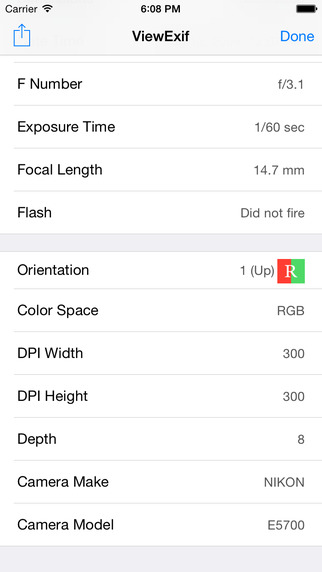 Carrier 6:08 PM
ViewExif Done
F Number f/3.1
Exposure Time 1/60 sec
Focal Length 14.7 mm
Flash Did not fire
Orientation 1 (Up) R
Color Space RGB
DPI Width 300
DPI Height 300
Depth 8
Camera Make NIKON
Camera Model E5700